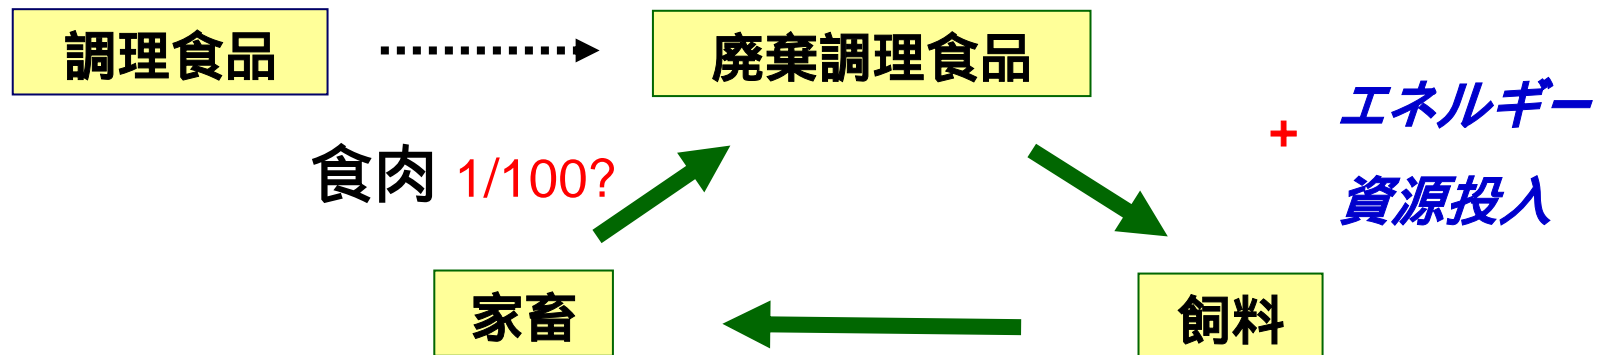 調理食品
廃棄調理食品
+ エネルギー
資源投入
食肉 1/100?
家畜
飼料